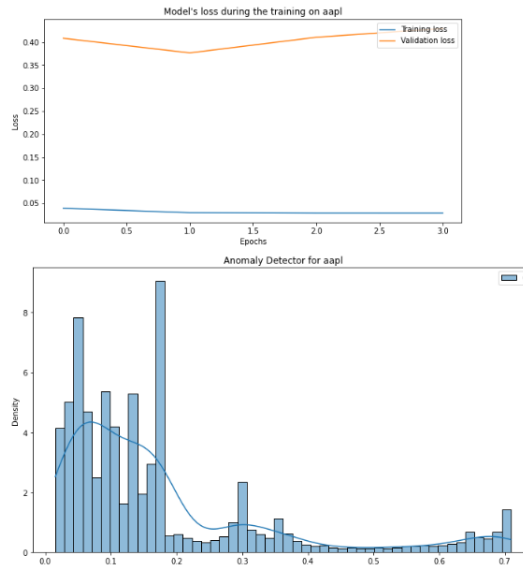 Model's loss during the training on aapl
Training loss
Validation loss
0.40
0.35
0.30
0.25
0.20
0.15
0.10
0.05
Loss
0.0 0.5 1.0 1.5 2.0 2.5 3.0
Epochs
Anomaly Detector for aapl
8
6
4
2
0
Density
0.0 0.1 0.2 0.3 0.4 0.5 0.6 0.7